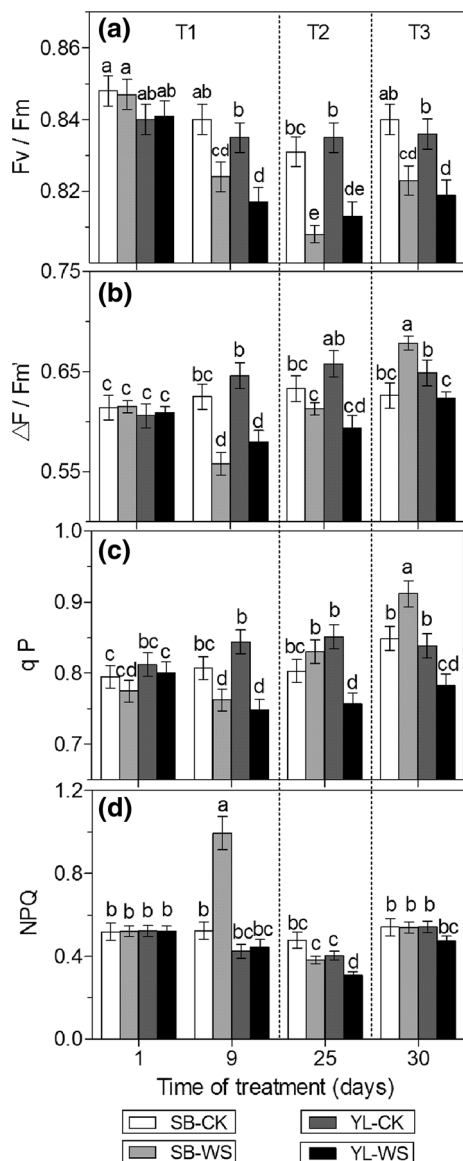 (a) T1 T2 T3
0.86
0.84
0.82
Fv / Fm
a a ab ab ab cd b d bc e b de ab cd b d
(b)
0.75
0.65
0.55
△F / Fm'
c c c c bc d b d bc c ab cd bc a b c
(c)
1.0
0.9
0.8
0.7
q P
c cd bc c bc d b d bc b b d b a b cd
(d)
1.2
0.8
0.4
0.0
NPQ
b b b b b a bc bc bc c c d b b b bc
1 9 25 30
Time of treatment (days)
SB-CK YL-CK
SB-WS YL-WS